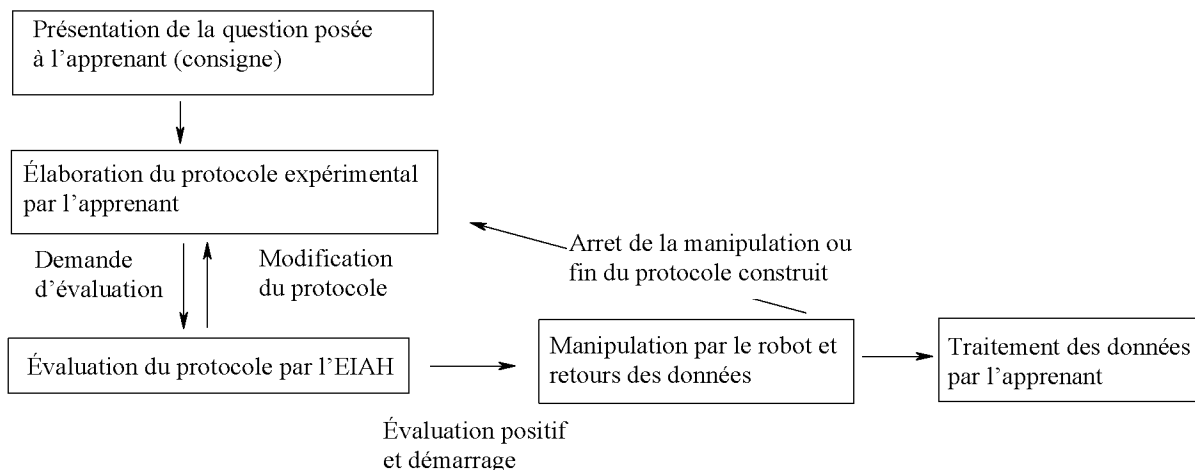 Présentation de la question posée
à l’apprenant (consigne)
Élaboration du protocole expérimental
par l’apprenant
Demande
d’évaluation
Modification
du protocole
Arret de la manipulation ou
fin du protocole construit
Évaluation du protocole par l’EIAH
Manipulation par le robot et
retours des données
Traitement des données
par l’apprenant
Évaluation positif
et démarrage